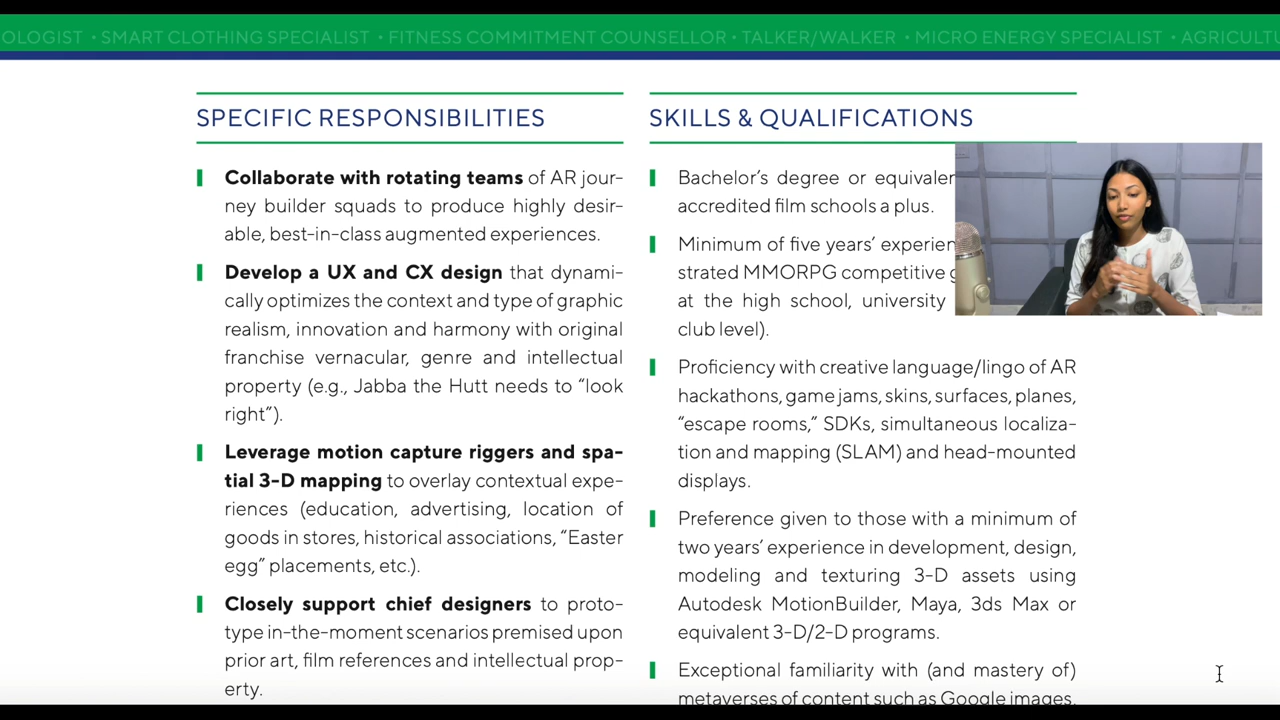 OLOGIST • SMART CLOTHING SPECIALIST • FITNESS COMMITMENT COUNSELLOR • TALKER/WALKER • MICRO ENERGY SPECIALIST • AGRICULTU
SPECIFIC RESPONSIBILITIES
Collaborate with rotating teams of AR jour-
ney builder squads to produce highly desir-
able, best-in-class augmented experiences.
Develop a UX and CX design that dynami-
cally optimizes the context and type of graphic
realism, innovation and harmony with original
franchise vernacular, genre and intellectual
property (e.g., Jabba the Hutt needs to “look
right”).
Leverage motion capture riggers and spa-
tial 3-D mapping to overlay contextual expe-
riences (education, advertising, location of
goods in stores, historical associations, “Easter
egg” placements, etc.).
Closely support chief designers to proto-
type in-the-moment scenarios premised upon
prior art, film references and intellectual prop-
erty.
SKILLS & QUALIFICATIONS
Bachelor’s degree or equivalen
accredited film schools a plus.
Minimum of five years’ experien
strated MMORPG competitive g
at the high school, university
club level).
Proficiency with creative language/lingo of AR
hackathons, game jams, skins, surfaces, planes,
“escape rooms,” SDKs, simultaneous localiza-
tion and mapping (SLAM) and head-mounted
displays.
Preference given to those with a minimum of
two years’ experience in development, design,
modeling and texturing 3-D assets using
Autodesk MotionBuilder, Maya, 3ds Max or
equivalent 3-D/2-D programs.
Exceptional familiarity with (and mastery of)
metaverses of content such as Google images,